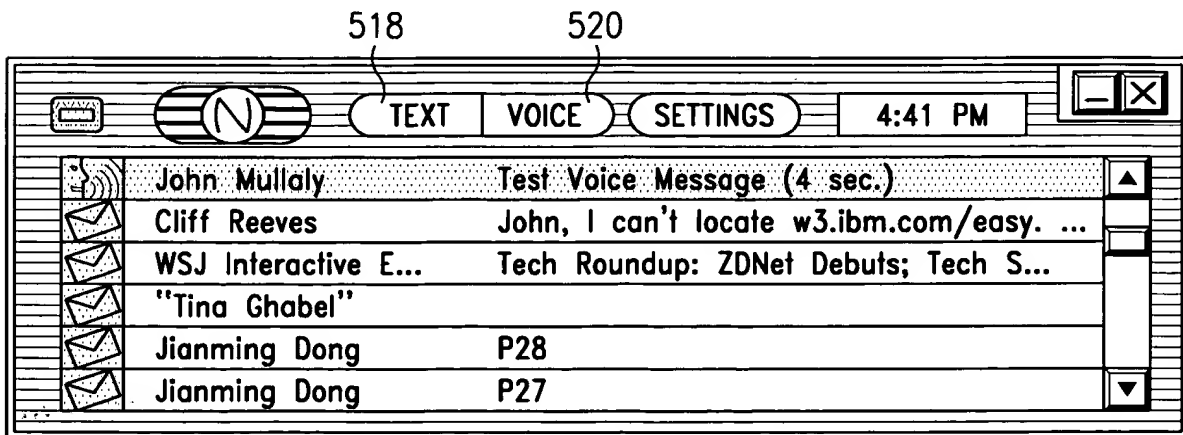 518 520
N TEXT VOICE SETTINGS 4:41 PM
John Mullaly Test Voice Message (4 sec.)
Cliff Reeves John, I can't locate w3.ibm.com/easy. ...
WSJ Interactive E... Tech Roundup: ZDNet Debuts; Tech S...
"Tina Ghabel"
Jianming Dong P28
Jianming Dong P27